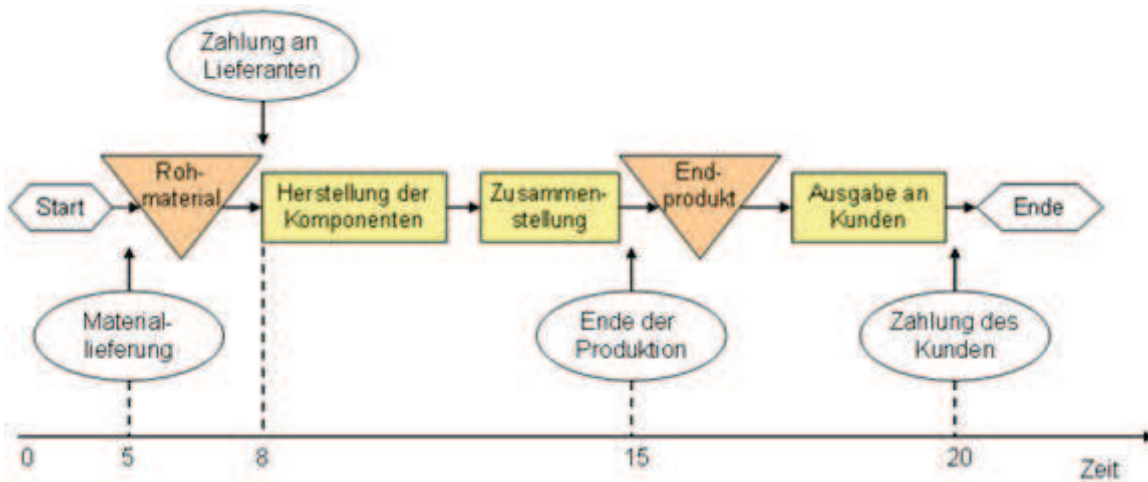 Zahlung an
Lieferanten
Start
Roh-
material
Herstellung der
Komponenten
Zusammen-
stellung
End-
produkt
Ausgabe an
Kunden
Ende
Material-
lieferung
Ende der
Produktion
Zahlung des
Kunden
0 5 8 15 20
Zeit